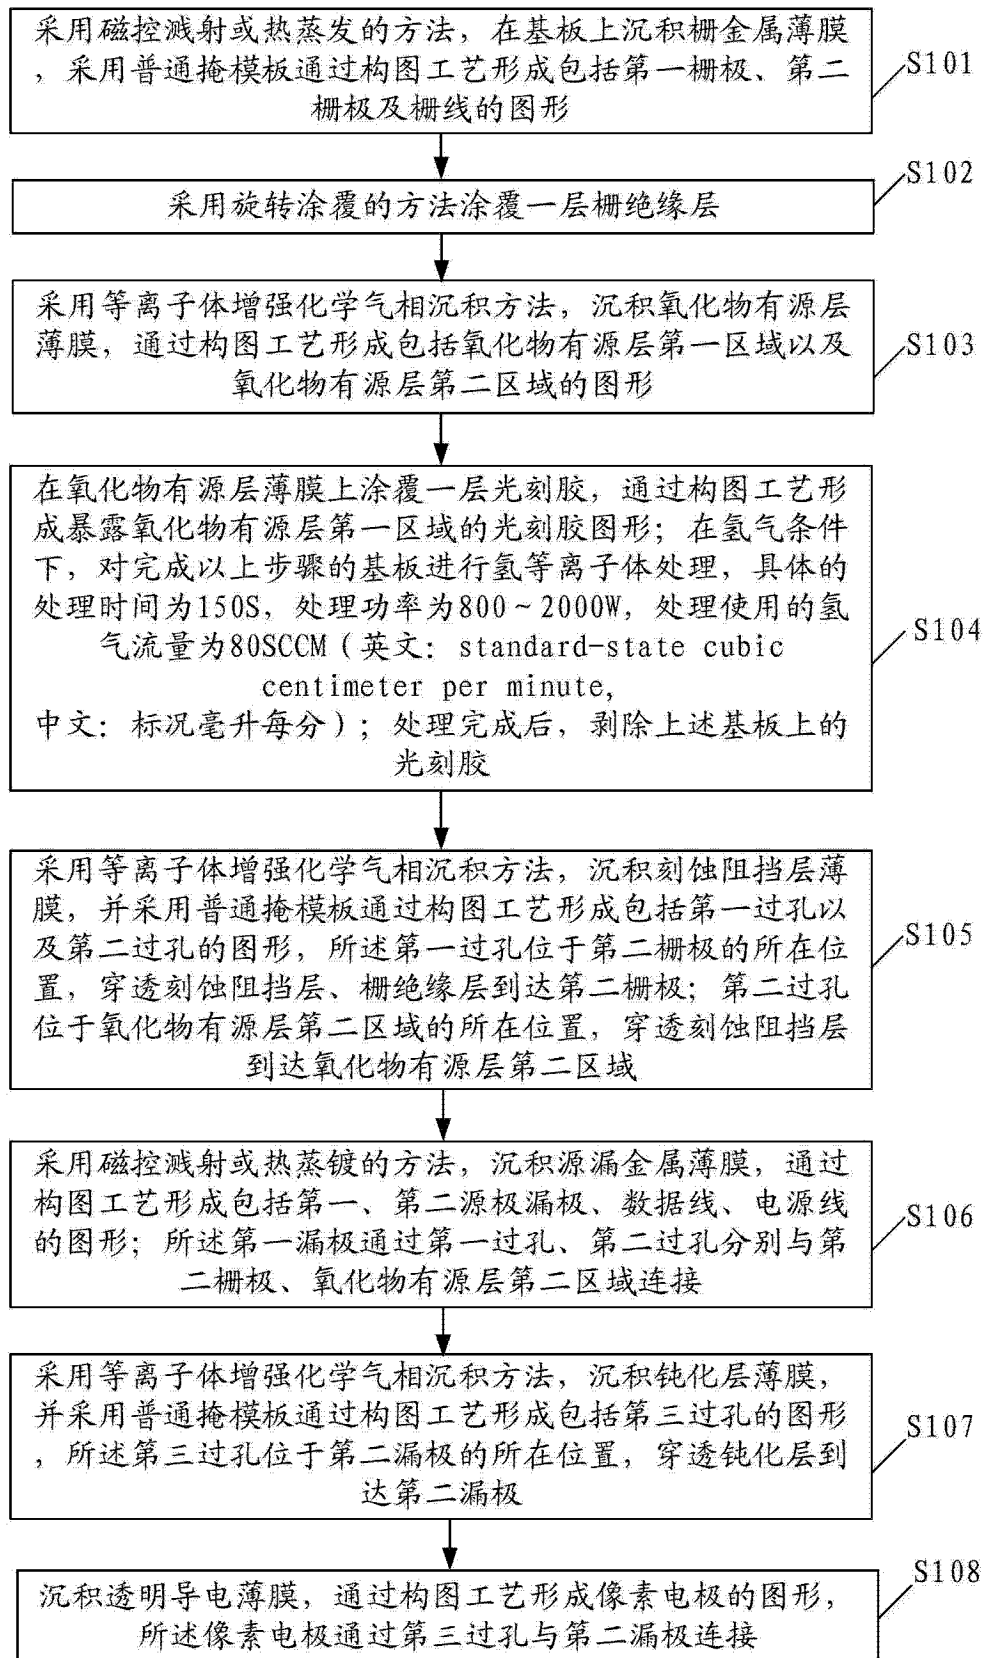 采用磁控溅射或热蒸发的方法，在基板上沉积栅金属薄膜
，采用普通掩模板通过构图工艺形成包括第一栅极、第二
栅极及栅线的图形
S101
S102
采用旋转涂覆的方法涂覆一层栅绝缘层
采用等离子体增强化学气相沉积方法，沉积氧化物有源层
薄膜，通过构图工艺形成包括氧化物有源层第一区域以及
氧化物有源层第二区域的图形
S103
在氧化物有源层薄膜上涂覆一层光刻胶，通过构图工艺形
成暴露氧化物有源层第一区域的光刻胶图形；在氢气条件
下，对完成以上步骤的基板进行氢等离子体处理，具体的
处理时间为150S，处理功率为800~2000W，处理使用的氢
气流量为80SCCM（英文：standard-state cubic
centimeter per minute,
中文：标况毫升每分）；处理完成后，剥除上述基板上的
光刻胶
S104
采用等离子体增强化学气相沉积方法，沉积刻蚀阻挡层薄
膜，并采用普通掩模板通过构图工艺形成包括第一过孔以
及第二过孔的图形，所述第一过孔位于第二栅极的所在位
置，穿透刻蚀阻挡层、栅绝缘层到达第二栅极；第二过孔
位于氧化物有源层第二区域的所在位置，穿透刻蚀阻挡层
到达氧化物有源层第二区域
S105
采用磁控溅射或热蒸镀的方法，沉积源漏金属薄膜，通过
构图工艺形成包括第一、第二源极漏极、数据线、电源线
的图形；所述第一漏极通过第一过孔、第二过孔分别与第
二栅极、氧化物有源层第二区域连接
S106
采用等离子体增强化学气相沉积方法，沉积钝化层薄膜，
并采用普通掩模板通过构图工艺形成包括第三过孔的图形
，所述第三过孔位于第二漏极的所在位置，穿透钝化层到
达第二漏极
S107
S108
沉积透明导电薄膜，通过构图工艺形成像素电极的图形，
所述像素电极通过第三过孔与第二漏极连接